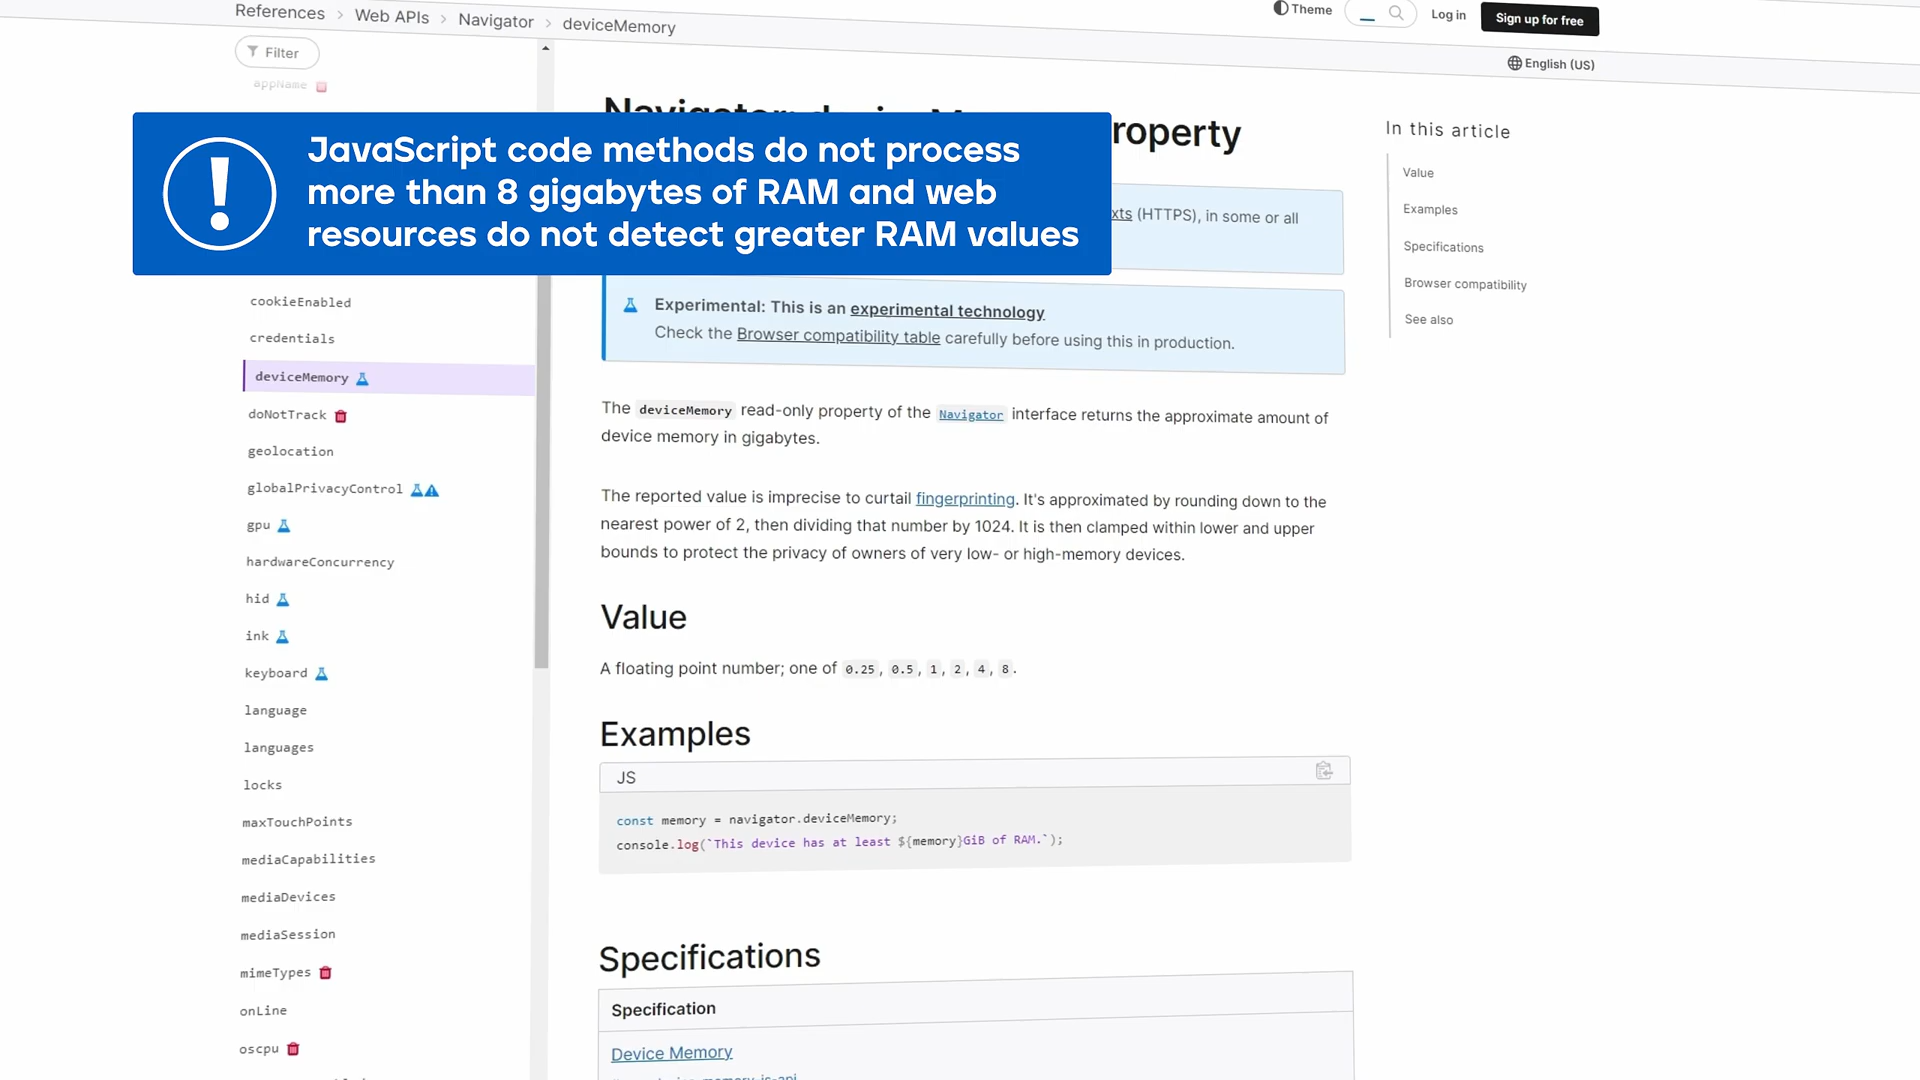 References > Web APIs > Navigator > deviceMemory
Theme
Log in
Sign up for free
Filter
English (US)
appName
roperty
JavaScript code methods do not process
more than 8 gigabytes of RAM and web
resources do not detect greater RAM values
xts (HTTPS), in some or all
In this article
Value
Examples
Specifications
Browser compatibility
See also
cookieEnabled
credentials
deviceMemory
doNotTrack
geolocation
globalPrivacyControl
gpu
hardwareConcurrency
hid
ink
keyboard
language
languages
locks
maxTouchPoints
mediaCapabilities
mediaDevices
mediaSession
mimeTypes
onLine
oscpu
Experimental: This is an experimental technology
Check the Browser compatibility table carefully before using this in production.
The deviceMemory read-only property of the Navigator interface returns the approximate amount of
device memory in gigabytes.
The reported value is imprecise to curtail fingerprinting. It's approximated by rounding down to the
nearest power of 2, then dividing that number by 1024. It is then clamped within lower and upper
bounds to protect the privacy of owners of very low- or high-memory devices.
Value
A floating point number; one of 0.25, 0.5, 1, 2, 4, 8.
Examples
JS
const memory = navigator.deviceMemory;
console.log(`This device has at least ${memory}GiB of RAM.`);
Specifications
Specification
Device Memory